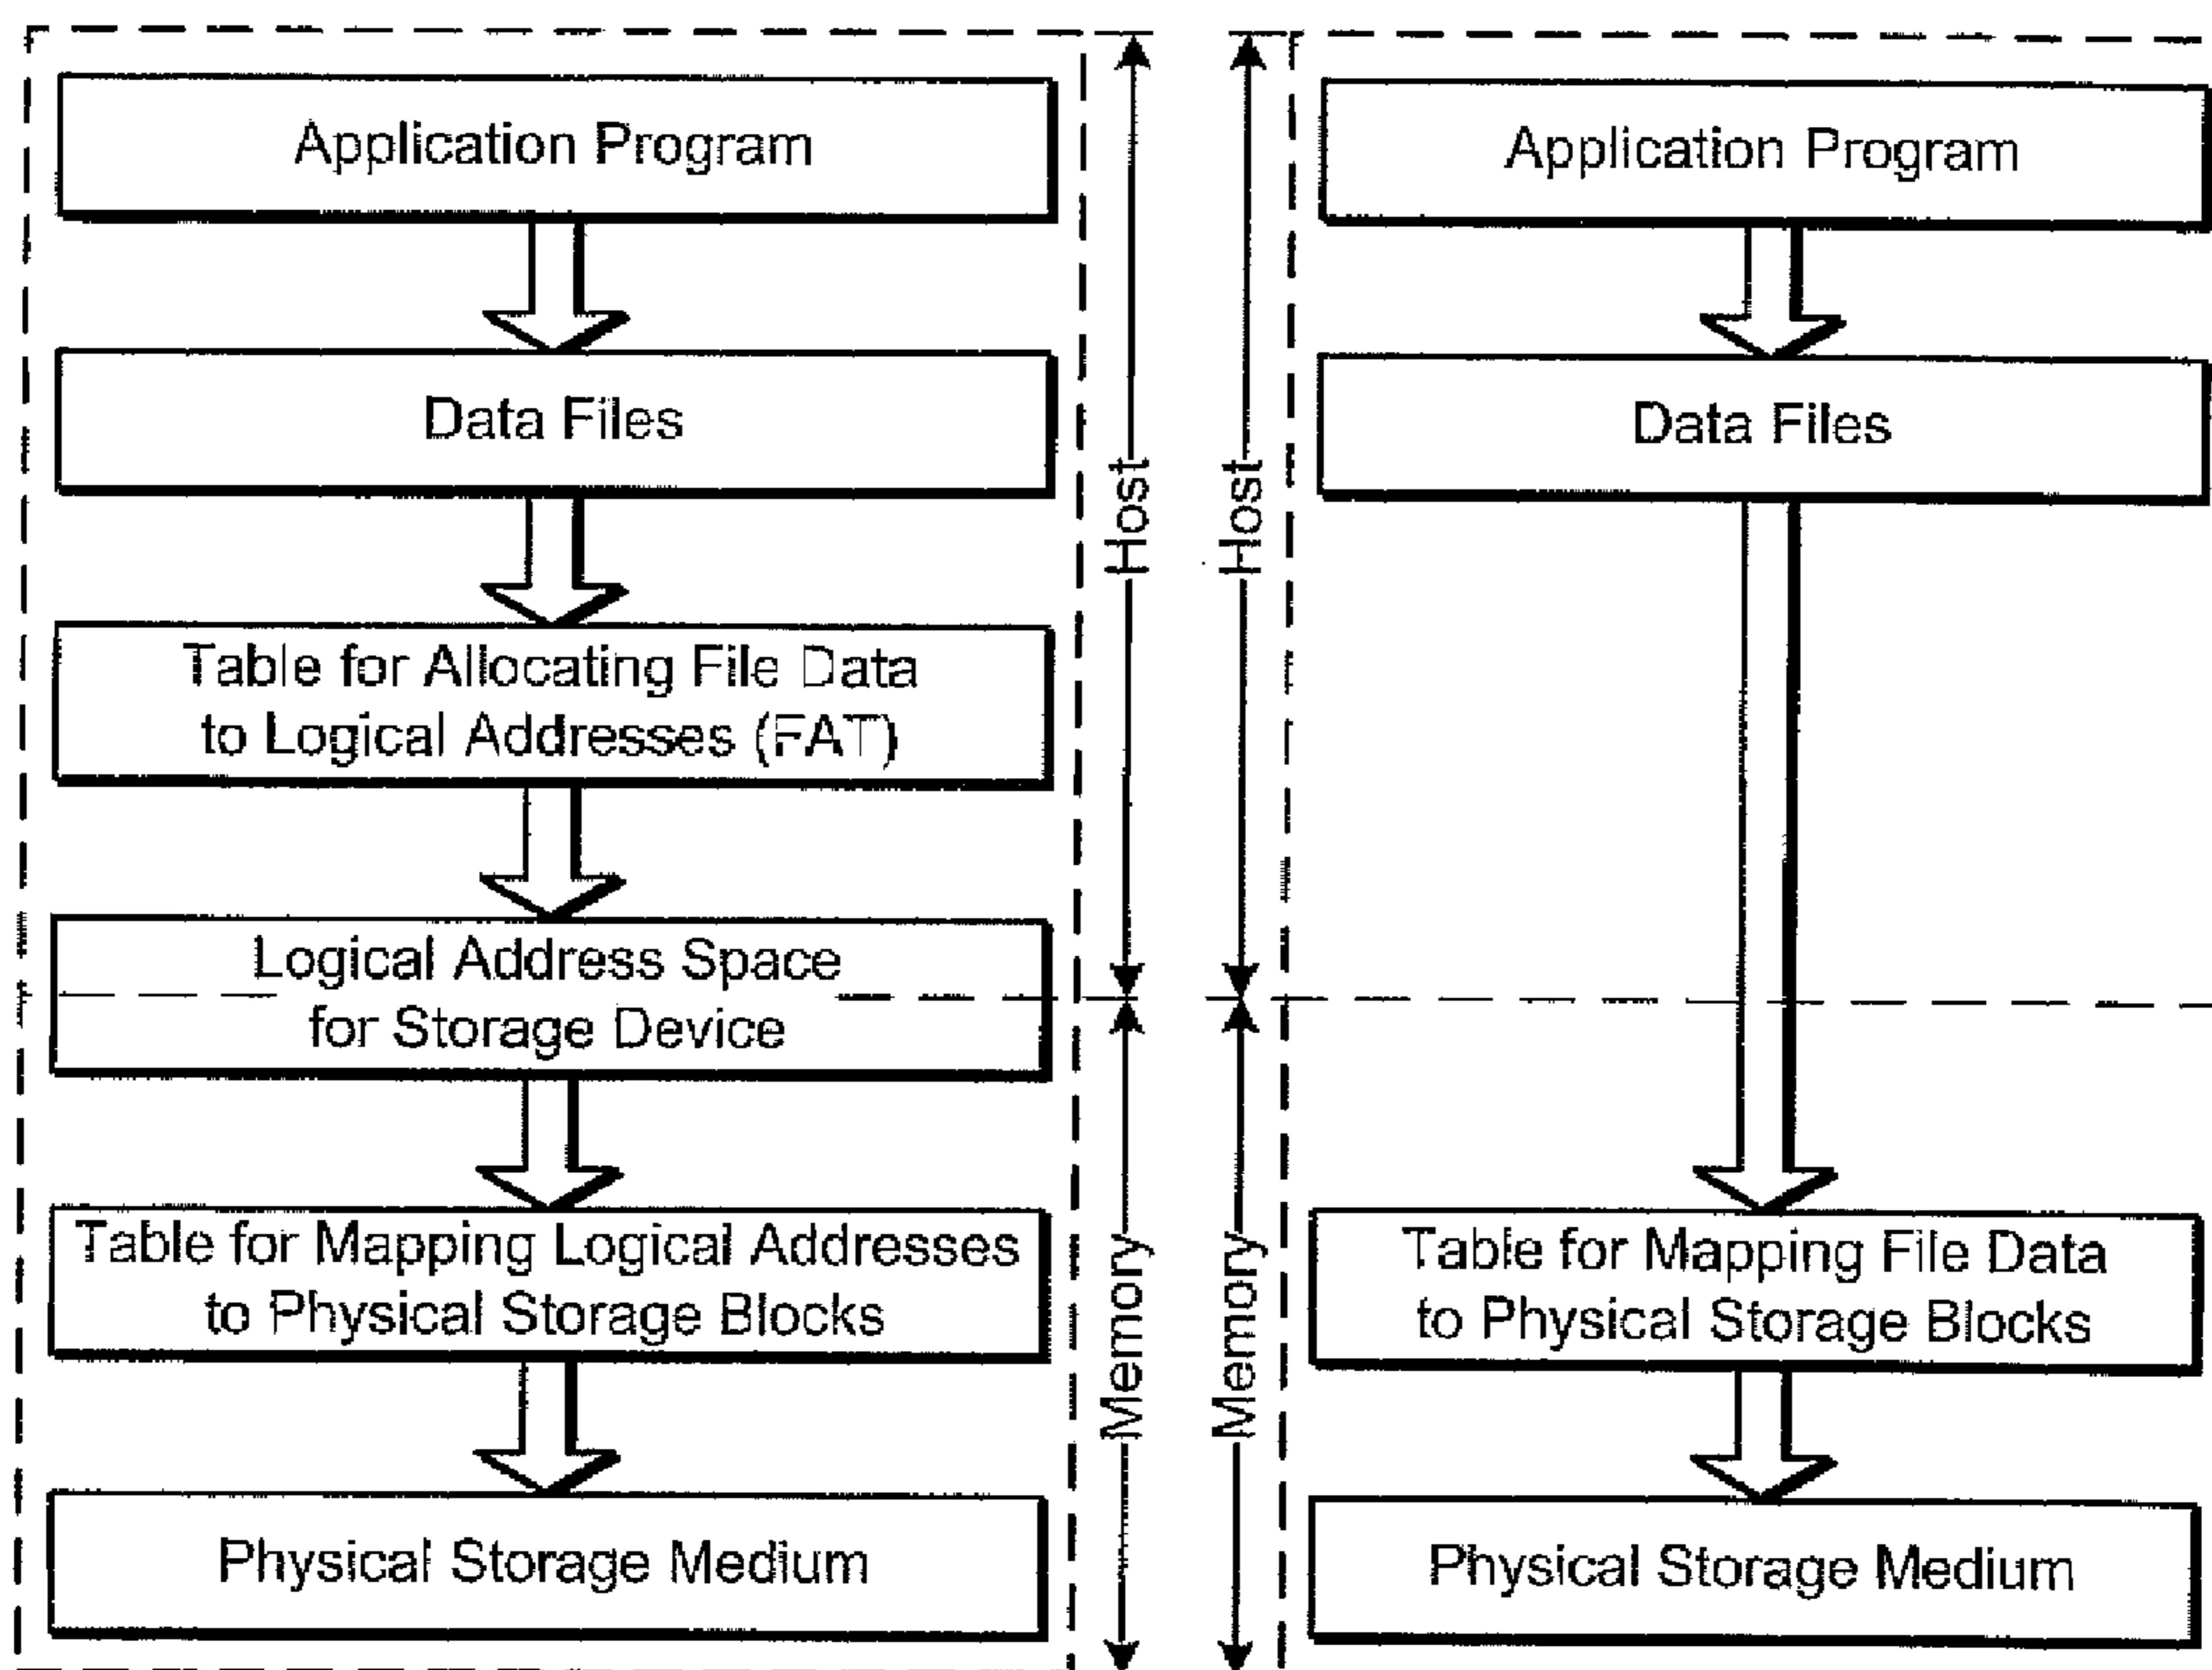 Application Program
Data Files
Table for Allocating File Data
to Logical Addresses (FAT)
Logical Address Space
for Storage Device
Table for Mapping Logical Addresses
to Physical Storage Blocks
Physical Storage Medium
Host
Memory
Host
Memory
Application Program
Data Files
Table for Mapping File Data
to Physical Storage Blocks
Physical Storage Medium